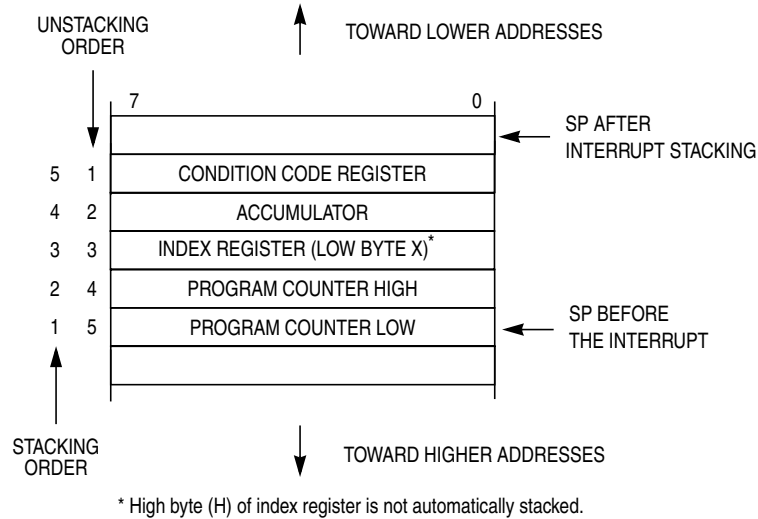 UNSTACKING
ORDER
TOWARD LOWER ADDRESSES
7 0
SP AFTER
INTERRUPT STACKING
5 1 CONDITION CODE REGISTER
4 2 ACCUMULATOR
3 3 INDEX REGISTER (LOW BYTE X)*
2 4 PROGRAM COUNTER HIGH
1 5 PROGRAM COUNTER LOW
SP BEFORE
THE INTERRUPT
STACKING
ORDER
TOWARD HIGHER ADDRESSES
* High byte (H) of index register is not automatically stacked.